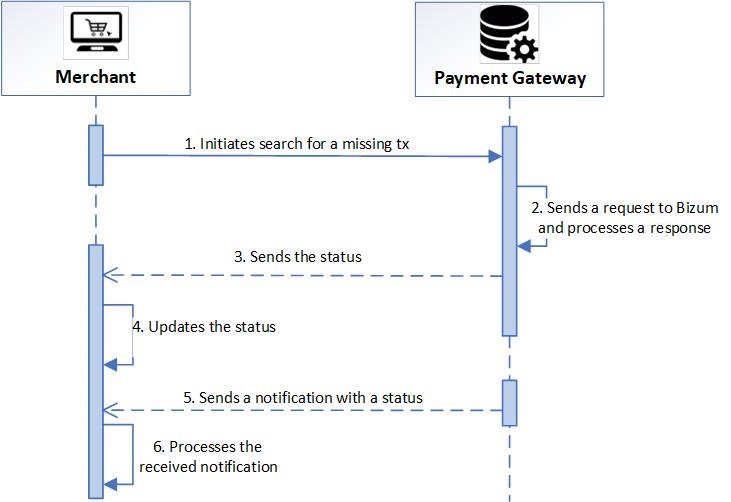 Merchant
Payment Gateway
1. Initiates search for a missing tx
2. Sends a request to Bizum
and processes a response
3. Sends the status
4. Updates the status
5. Sends a notification with a status
6. Processes the
received notification